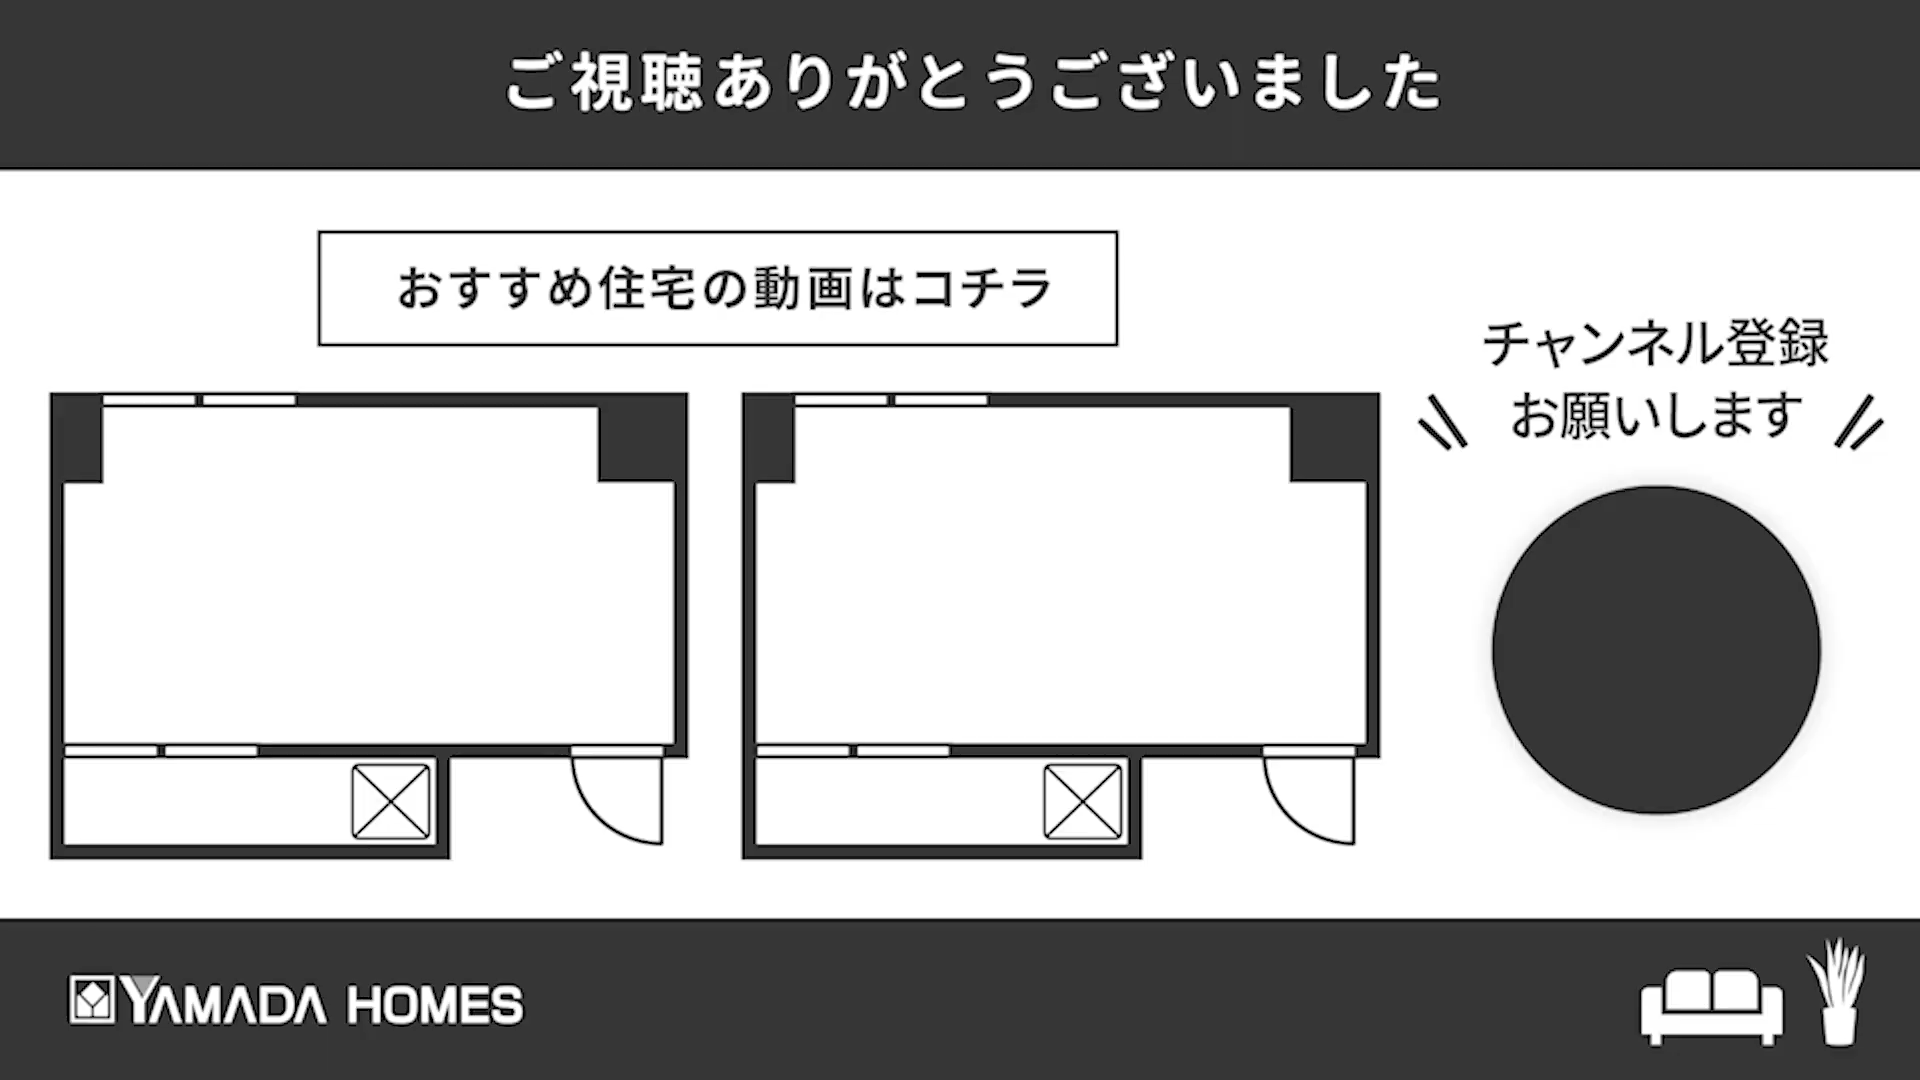 ご視聴ありがとうございました
おすすめ住宅の動画はコチラ
チャンネル登録
お願いします
YAMADA HOMES